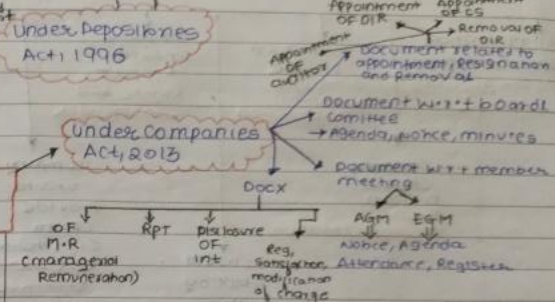 Appointment
OF DIR
Appointment
OF CS
Removal OF
DIR
Appointment
OF
auditor
Document related to
appointment, Resignation
and Removal
Under Depositories
Act, 1996
Under companies
Act, 2013
Document w.r.t board
Comittee
→ Agenda, Notice, minutes
Document w.r.t member
meeting
AGM EGM
Notice, Agenda
Attendance, Register
Docx
OF
M.R
(managerial
Remuneration)
RPT
Disclosure
OF
int
Reg,
Satisfaction,
modification
of charge